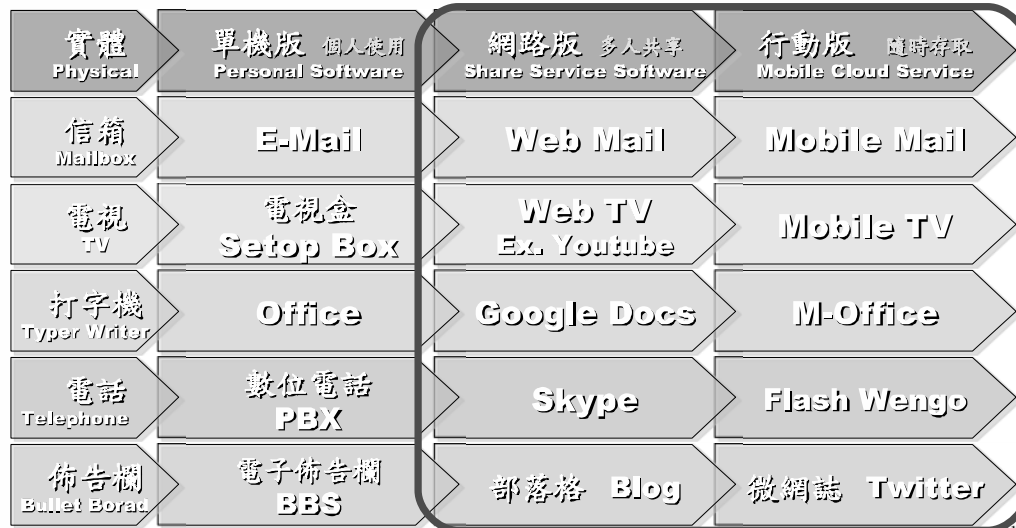 實體
Physical
單機版 個人使用
Personal Software
網路版 多人共享
Share Service Software
行動版 隨時存取
Mobile Cloud Service
信箱
Mailbox
E-Mail
Web Mail
Mobile Mail
電視
TV
電視盒
Setop Box
Web TV
Ex. Youtube
Mobile TV
打字機
Typer Writer
Office
Google Docs
M-Office
電話
Telephone
數位電話
PBX
Skype
Flash Wengo
佈告欄
Bullet Borad
電子佈告欄
BBS
部落格 Blog
微網誌 Twitter